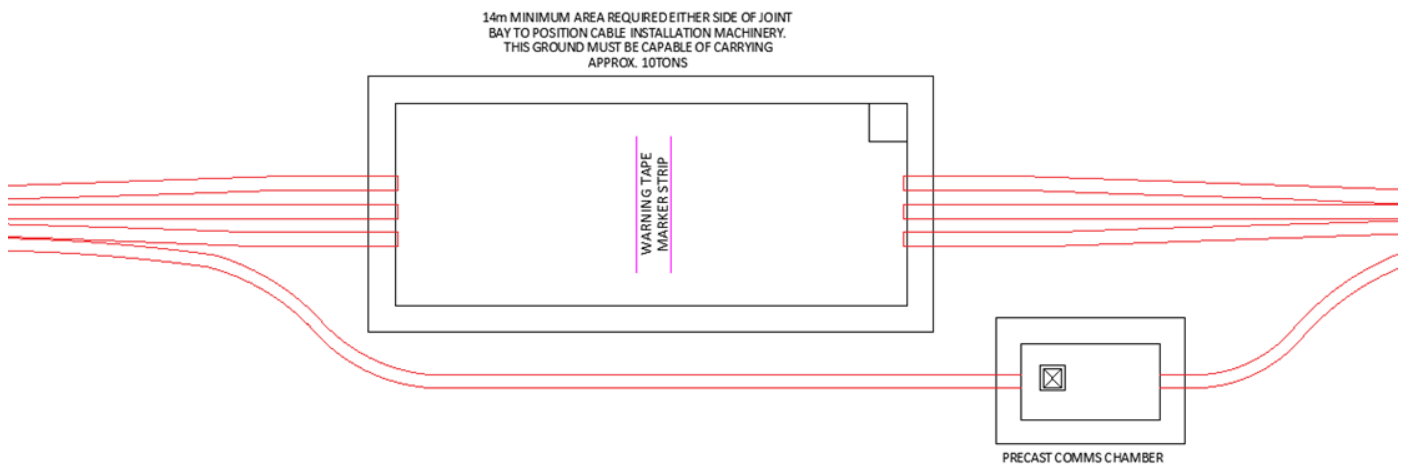 14m MINIMUM AREA REQUIRED EITHER SIDE OF JOINT
BAY TO POSITION CABLE INSTALLATION MACHINERY.
THIS GROUND MUST BE CAPABLE OF CARRYING
APPROX. 10TONS
WARNING TAPE
MARKER STRIP
PRECAST COMMS CHAMBER